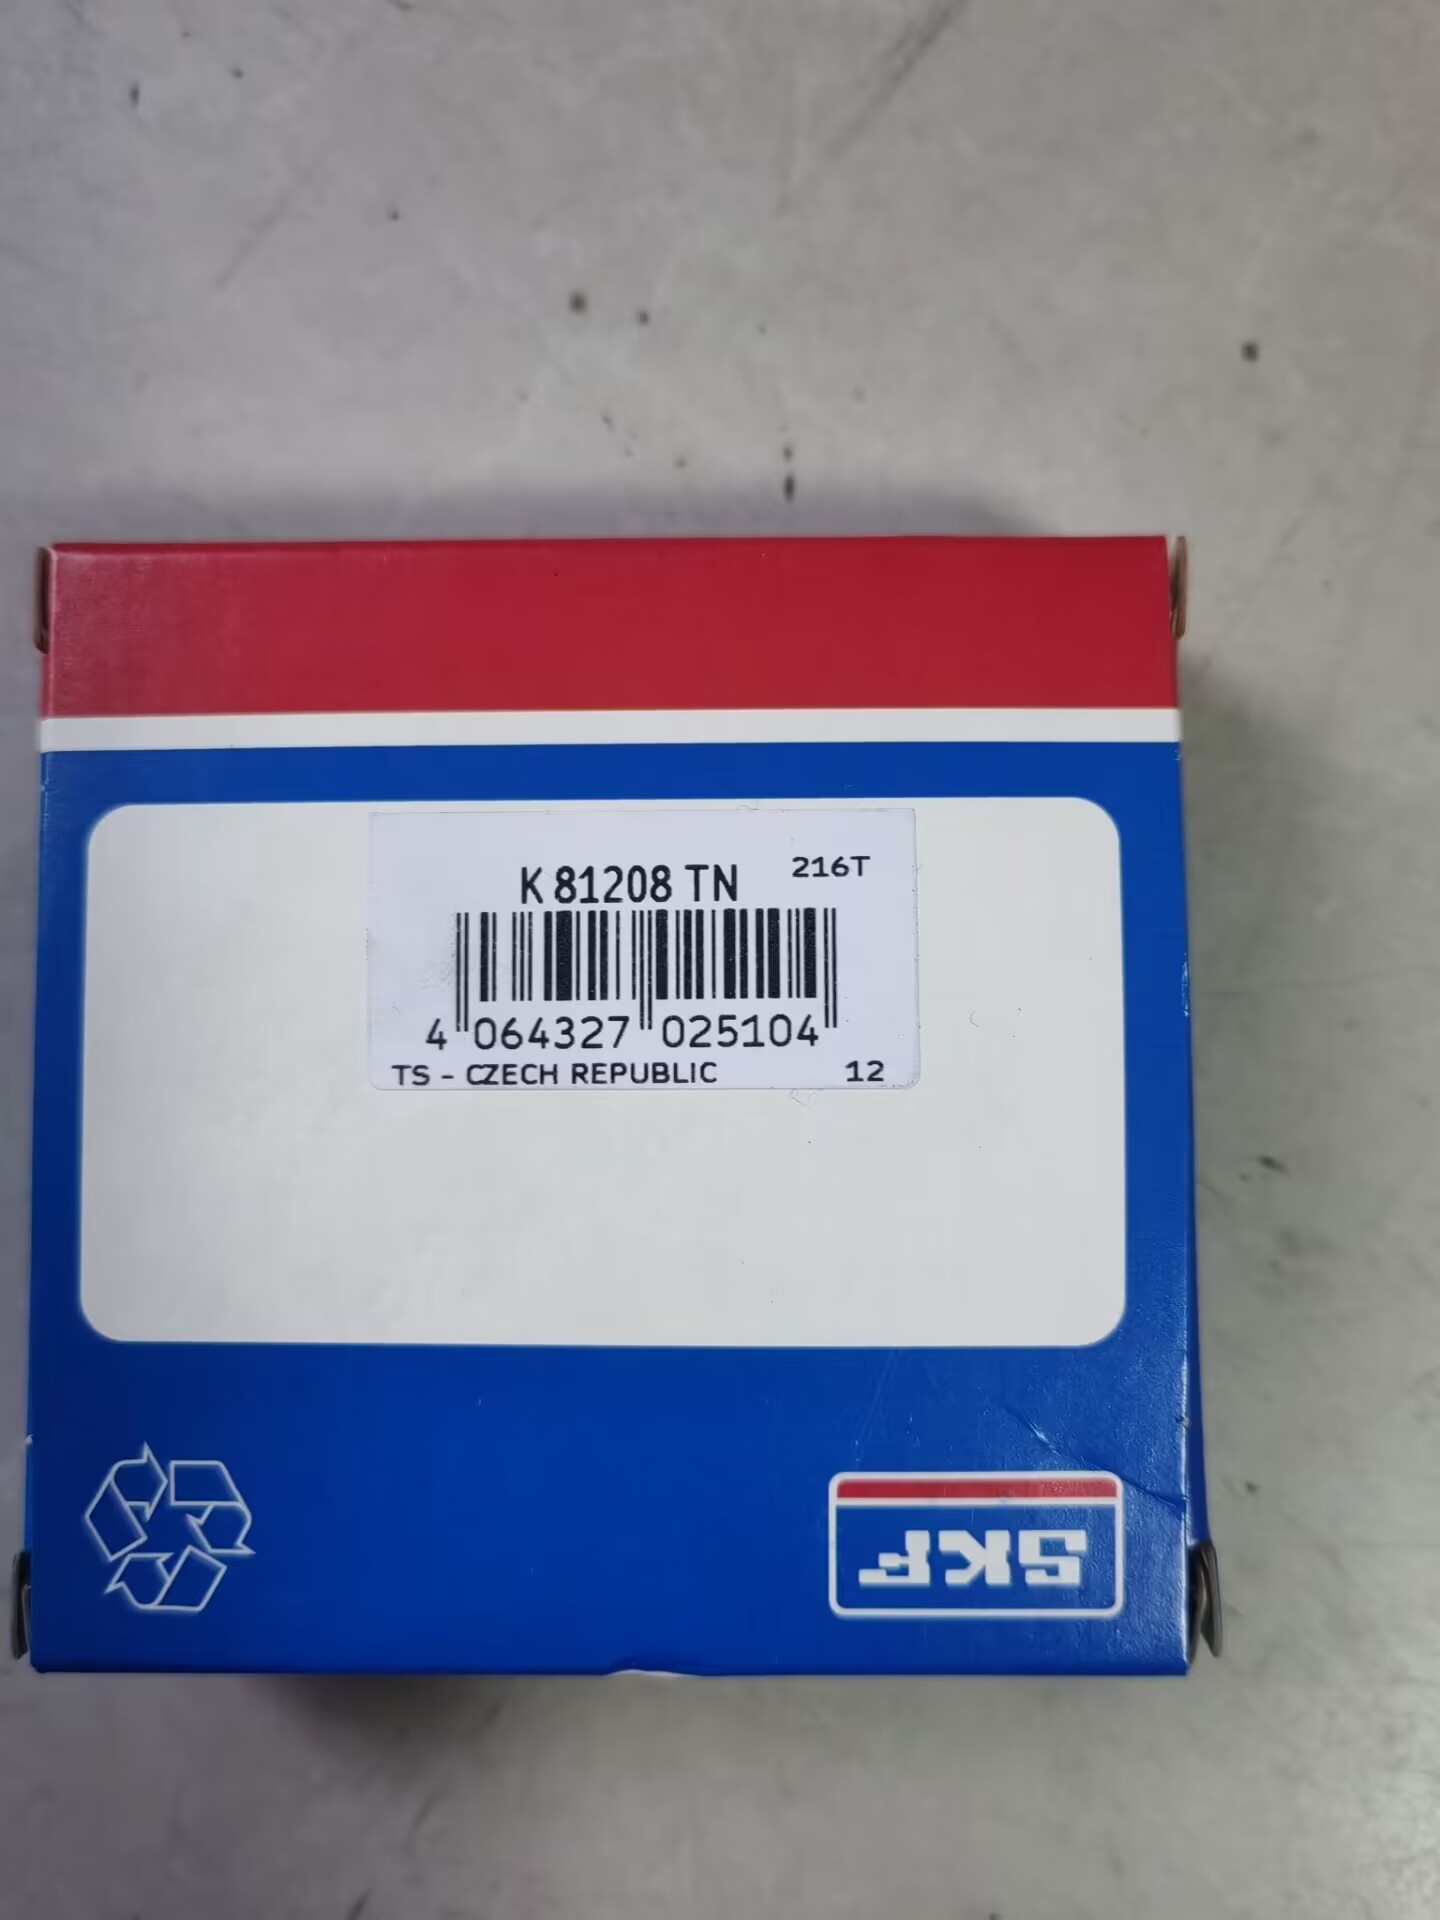 K 81208 TN
216T
4 064327 025104
TS - CZECH REPUBLIC
12
SKF